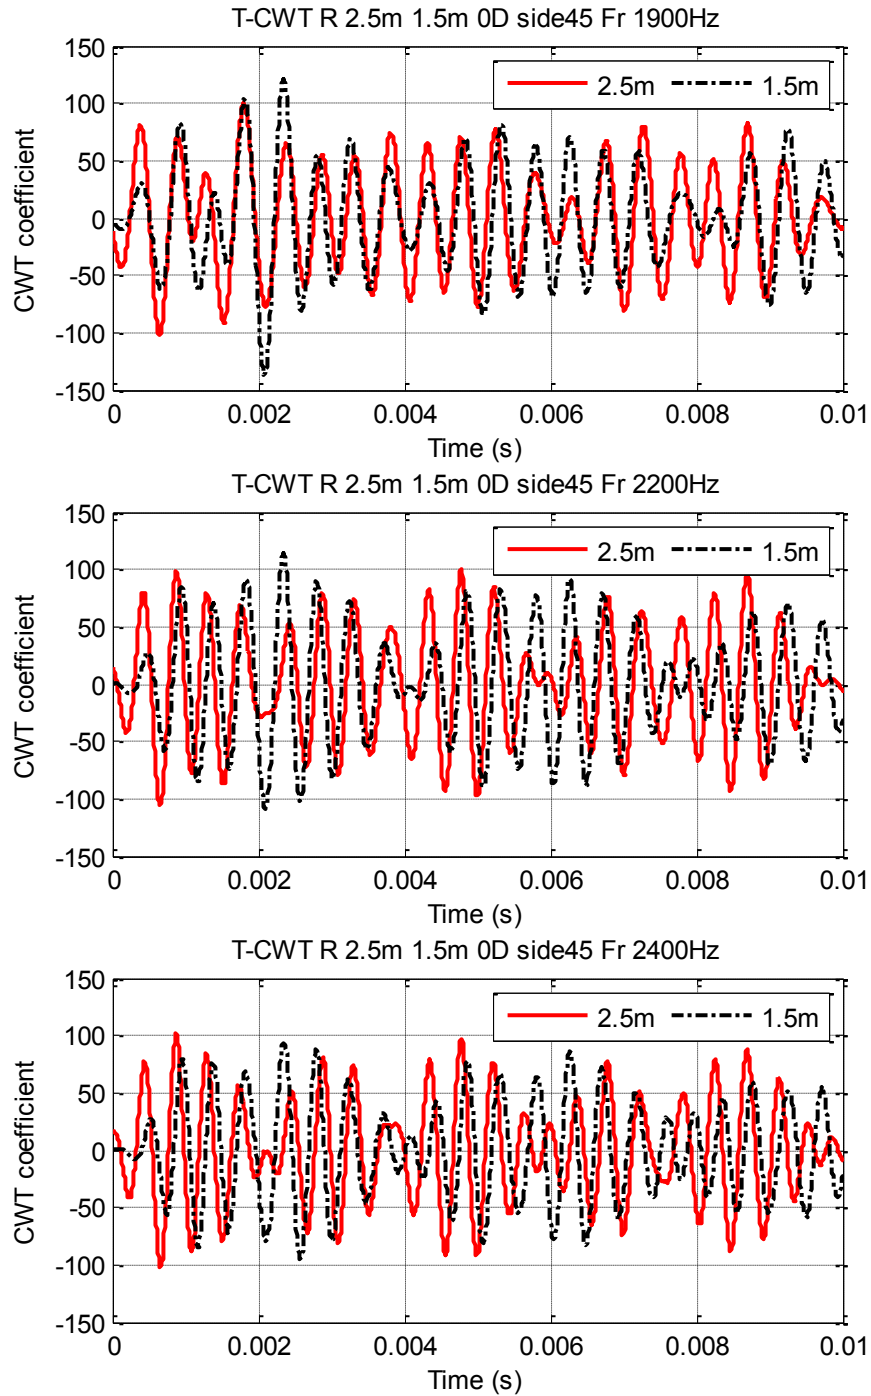 T-CWT R 2.5m 1.5m 0D side45 Fr 1900Hz
150
100
50
0
-50
-100
-150
CWT coefficient
2.5m 1.5m
0 0.002 0.004 0.006 0.008 0.01
Time (s)
T-CWT R 2.5m 1.5m 0D side45 Fr 2200Hz
150
100
50
0
-50
-100
-150
CWT coefficient
2.5m 1.5m
0 0.002 0.004 0.006 0.008 0.01
Time (s)
T-CWT R 2.5m 1.5m 0D side45 Fr 2400Hz
150
100
50
0
-50
-100
-150
CWT coefficient
2.5m 1.5m
0 0.002 0.004 0.006 0.008 0.01
Time (s)